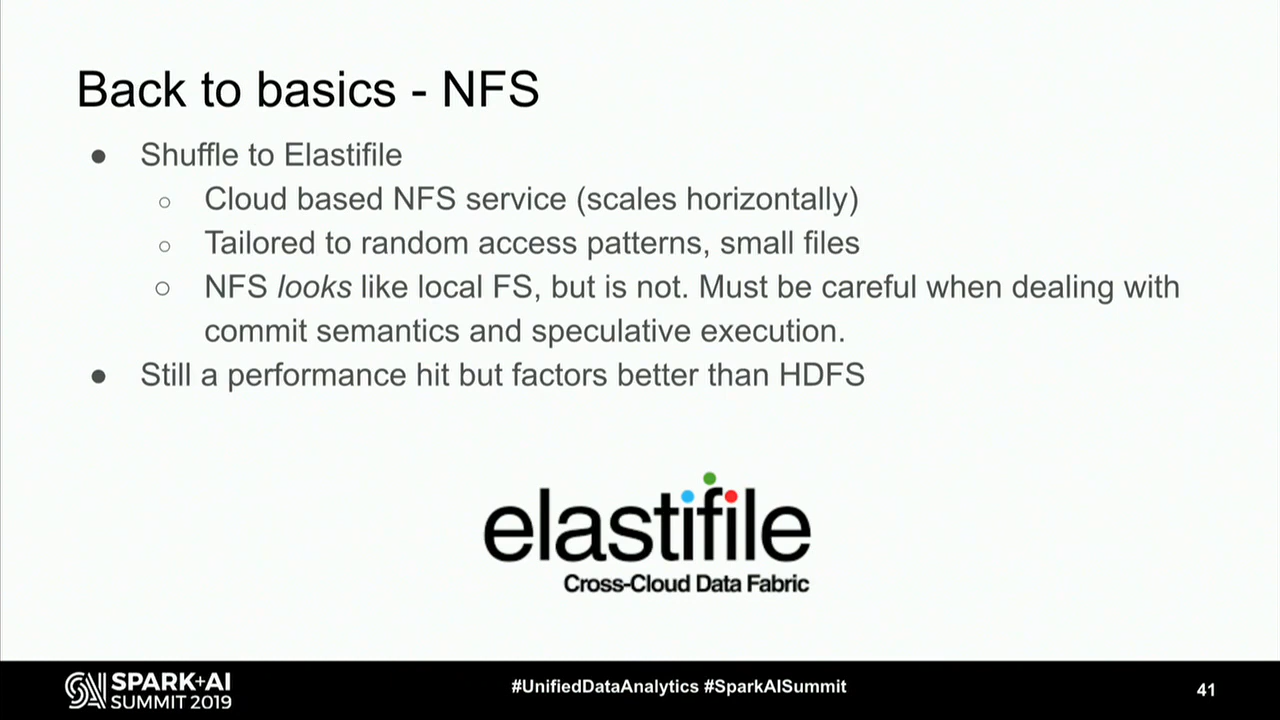 Back to basics - NFS
● Shuffle to Elastifile
○ Cloud based NFS service (scales horizontally)
○ Tailored to random access patterns, small files
○ NFS looks like local FS, but is not. Must be careful when dealing with
commit semantics and speculative execution.
● Still a performance hit but factors better than HDFS
elastifile
Cross-Cloud Data Fabric
SPARK+AI
SUMMIT 2019
#UnifiedDataAnalytics #SparkAISummit
41